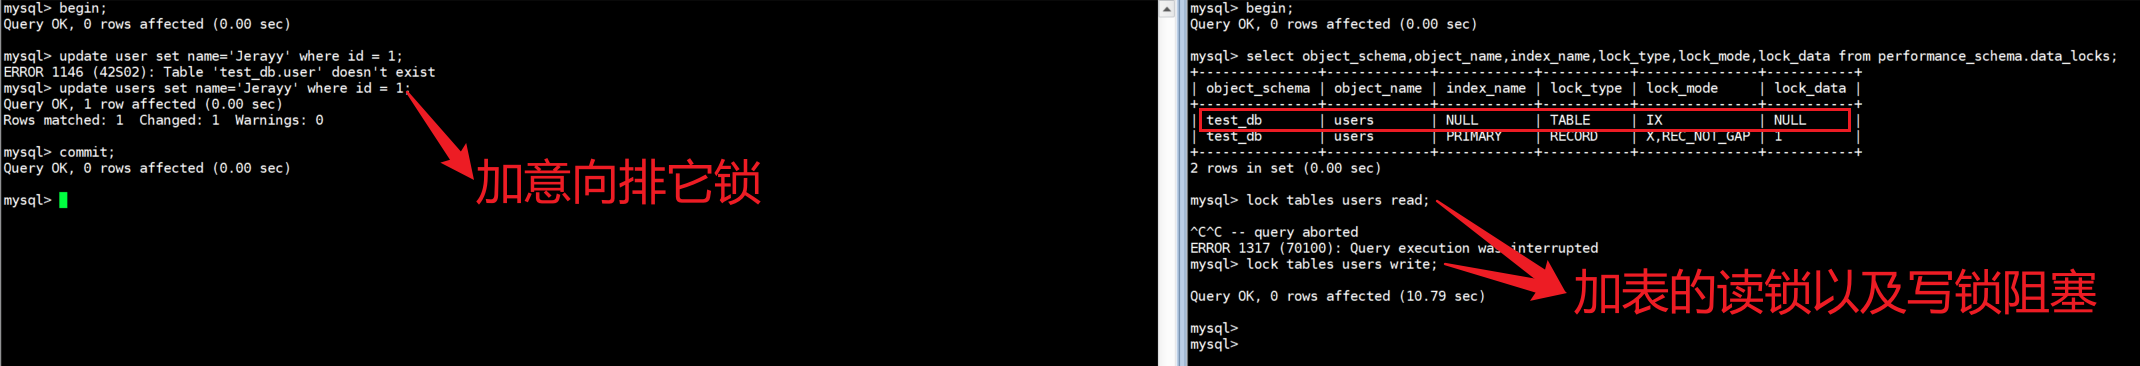 mysql> begin;
Query OK, 0 rows affected (0.00 sec)
mysql> update user set name='Jerayy' where id = 1;
ERROR 1146 (42S02): Table 'test_db.user' doesn't exist
mysql> update users set name='Jerayy' where id = 1;
Query OK, 1 row affected (0.00 sec)
Rows matched: 1  Changed: 1  Warnings: 0
mysql> commit;
Query OK, 0 rows affected (0.00 sec)
mysql>
加意向排它锁
mysql> begin;
Query OK, 0 rows affected (0.00 sec)
mysql> select object_schema,object_name,index_name,lock_type,lock_mode,lock_data from performance_schema.data_locks;
+---------------+-------------+------------+-----------+---------------+-----------+
| object_schema | object_name | index_name | lock_type | lock_mode     | lock_data |
+---------------+-------------+------------+-----------+---------------+-----------+
| test_db       | users       | NULL       | TABLE     | IX            | NULL      |
| test_db       | users       | PRIMARY    | RECORD    | X,REC_NOT_GAP | 1         |
+---------------+-------------+------------+-----------+---------------+-----------+
2 rows in set (0.00 sec)
mysql> lock tables users read;
^C^C -- query aborted
ERROR 1317 (70100): Query execution was interrupted
mysql> lock tables users write;
Query OK, 0 rows affected (10.79 sec)
mysql>
mysql>
加表的读锁以及写锁阻塞